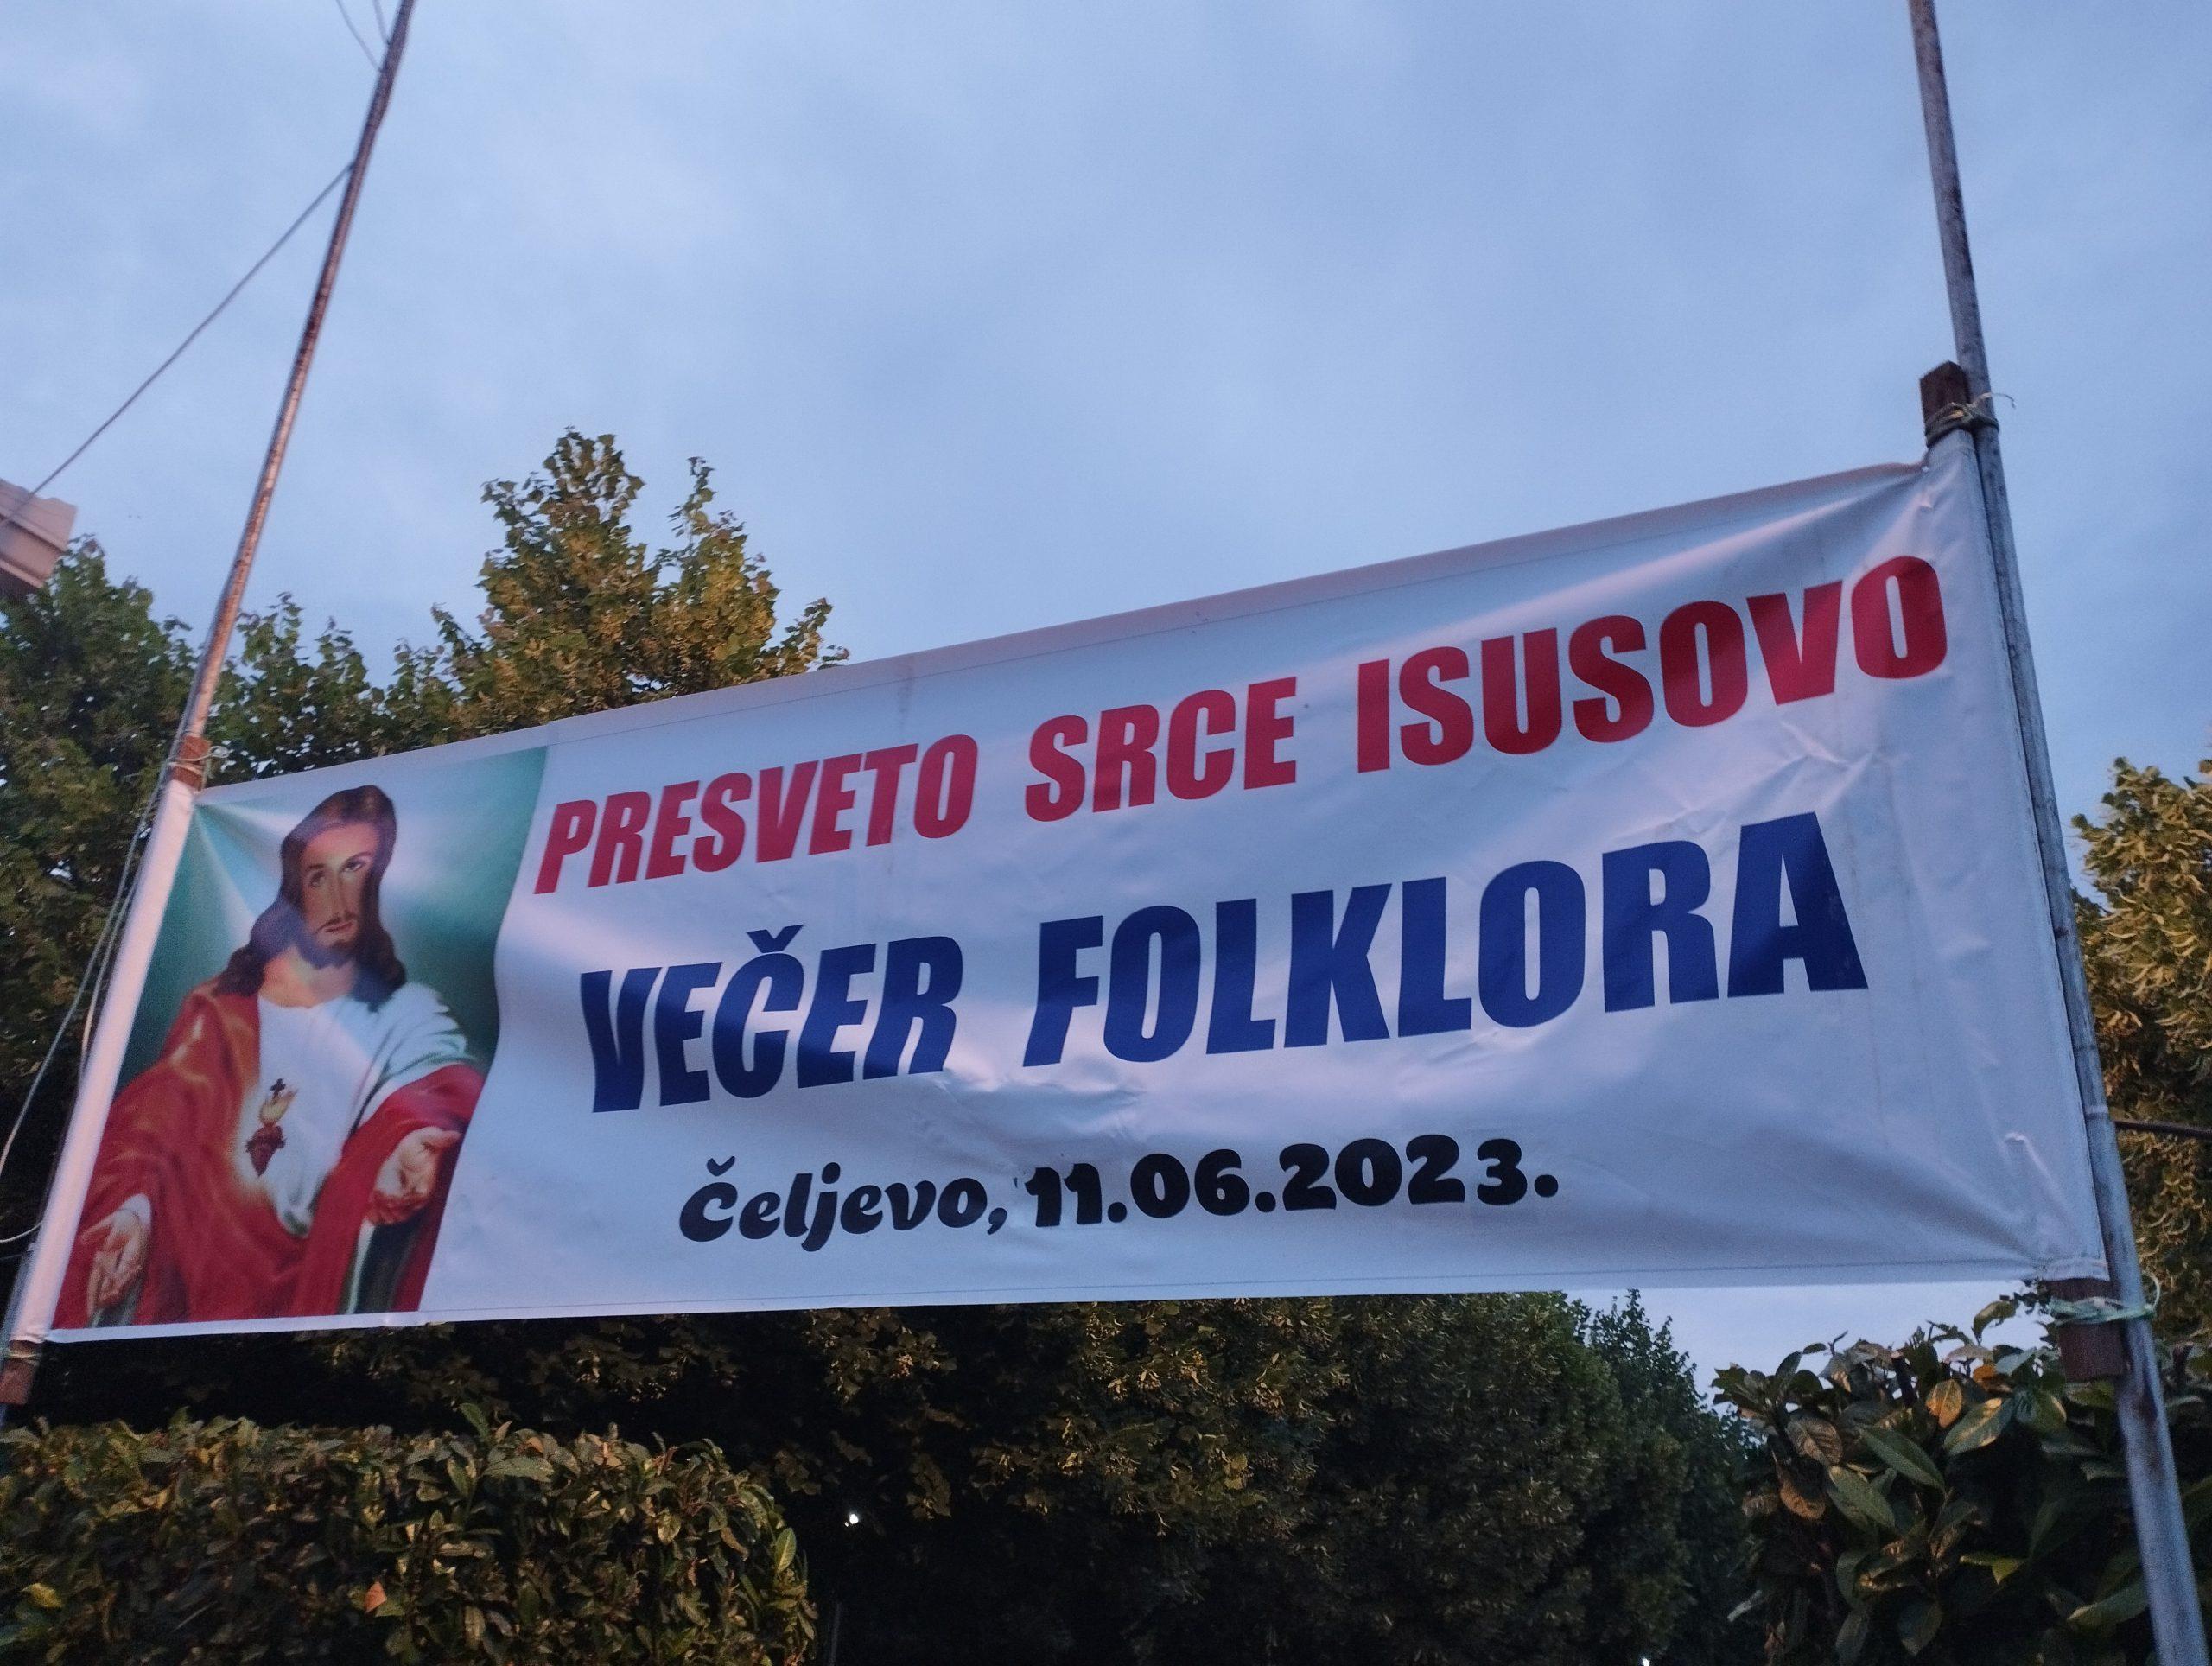 PRESVETO SRCE ISUSOVO
VEČER FOLKLORA
Čeljevo, 11.06.2023.